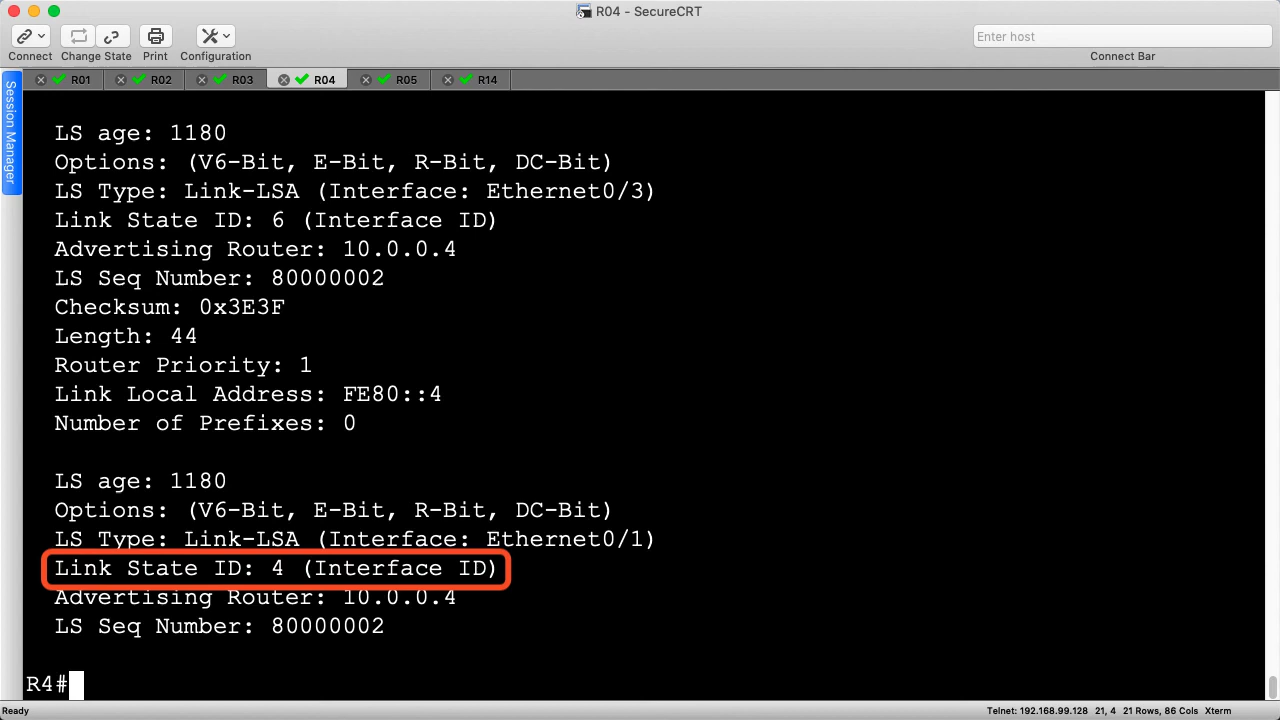 R04 - SecureCRT
Connect Change State Print Configuration
Enter host
Connect Bar
R01 R02 R03 R04 R05 R14
Session Manager
LS age: 1180
Options: (V6-Bit, E-Bit, R-Bit, DC-Bit)
LS Type: Link-LSA (Interface: Ethernet0/3)
Link State ID: 6 (Interface ID)
Advertising Router: 10.0.0.4
LS Seq Number: 80000002
Checksum: 0x3E3F
Length: 44
Router Priority: 1
Link Local Address: FE80::4
Number of Prefixes: 0
LS age: 1180
Options: (V6-Bit, E-Bit, R-Bit, DC-Bit)
LS Type: Link-LSA (Interface: Ethernet0/1)
Link State ID: 4 (Interface ID)
Advertising Router: 10.0.0.4
LS Seq Number: 80000002
R4#
Ready
Telnet: 192.168.99.128 21, 4 21 Rows, 86 Cols Xterm